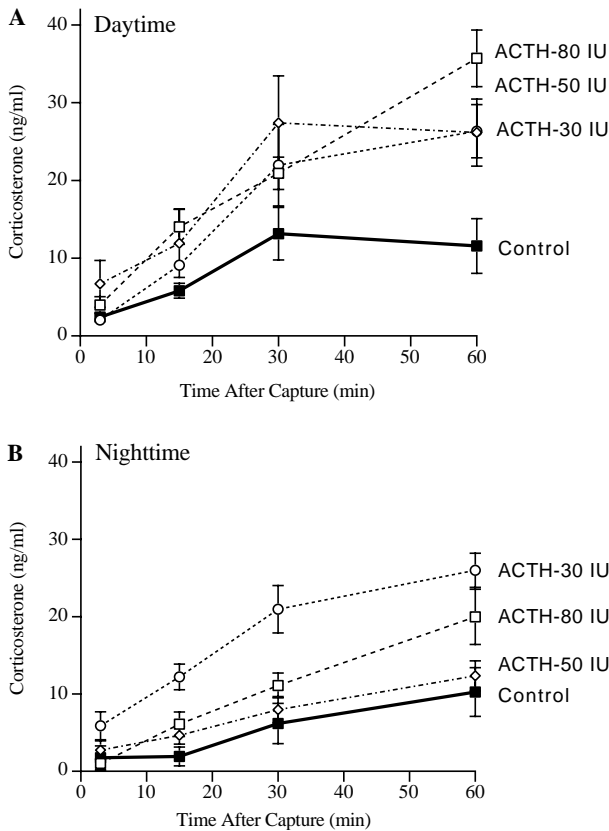 A Daytime
40
30
20
10
0
Corticosterone (ng/ml)
ACTH-80 IU
ACTH-50 IU
ACTH-30 IU
Control
0 10 20 30 40 50 60
Time After Capture (min)
B Nighttime
40
30
20
10
0
Corticosterone (ng/ml)
ACTH-30 IU
ACTH-80 IU
ACTH-50 IU
Control
0 10 20 30 40 50 60
Time After Capture (min)